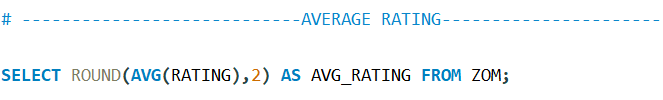 # ----------------------------AVERAGE RATING----------------------
SELECT ROUND(AVG(RATING),2) AS AVG_RATING FROM ZOM;